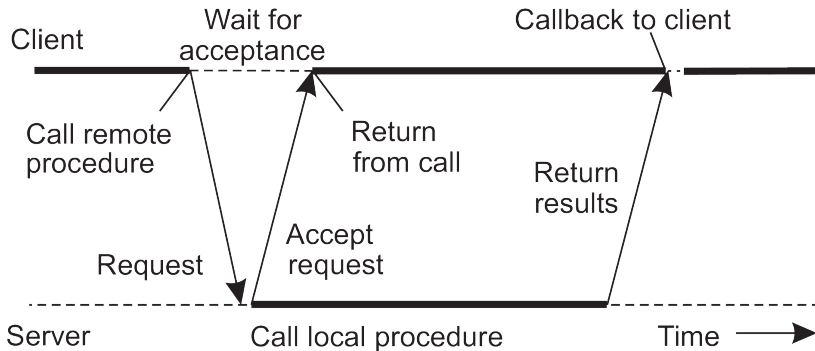 Client
Wait for
acceptance
Callback to client
Call remote
procedure
Return
from call
Return
results
Request
Accept
request
Server
Call local procedure
Time